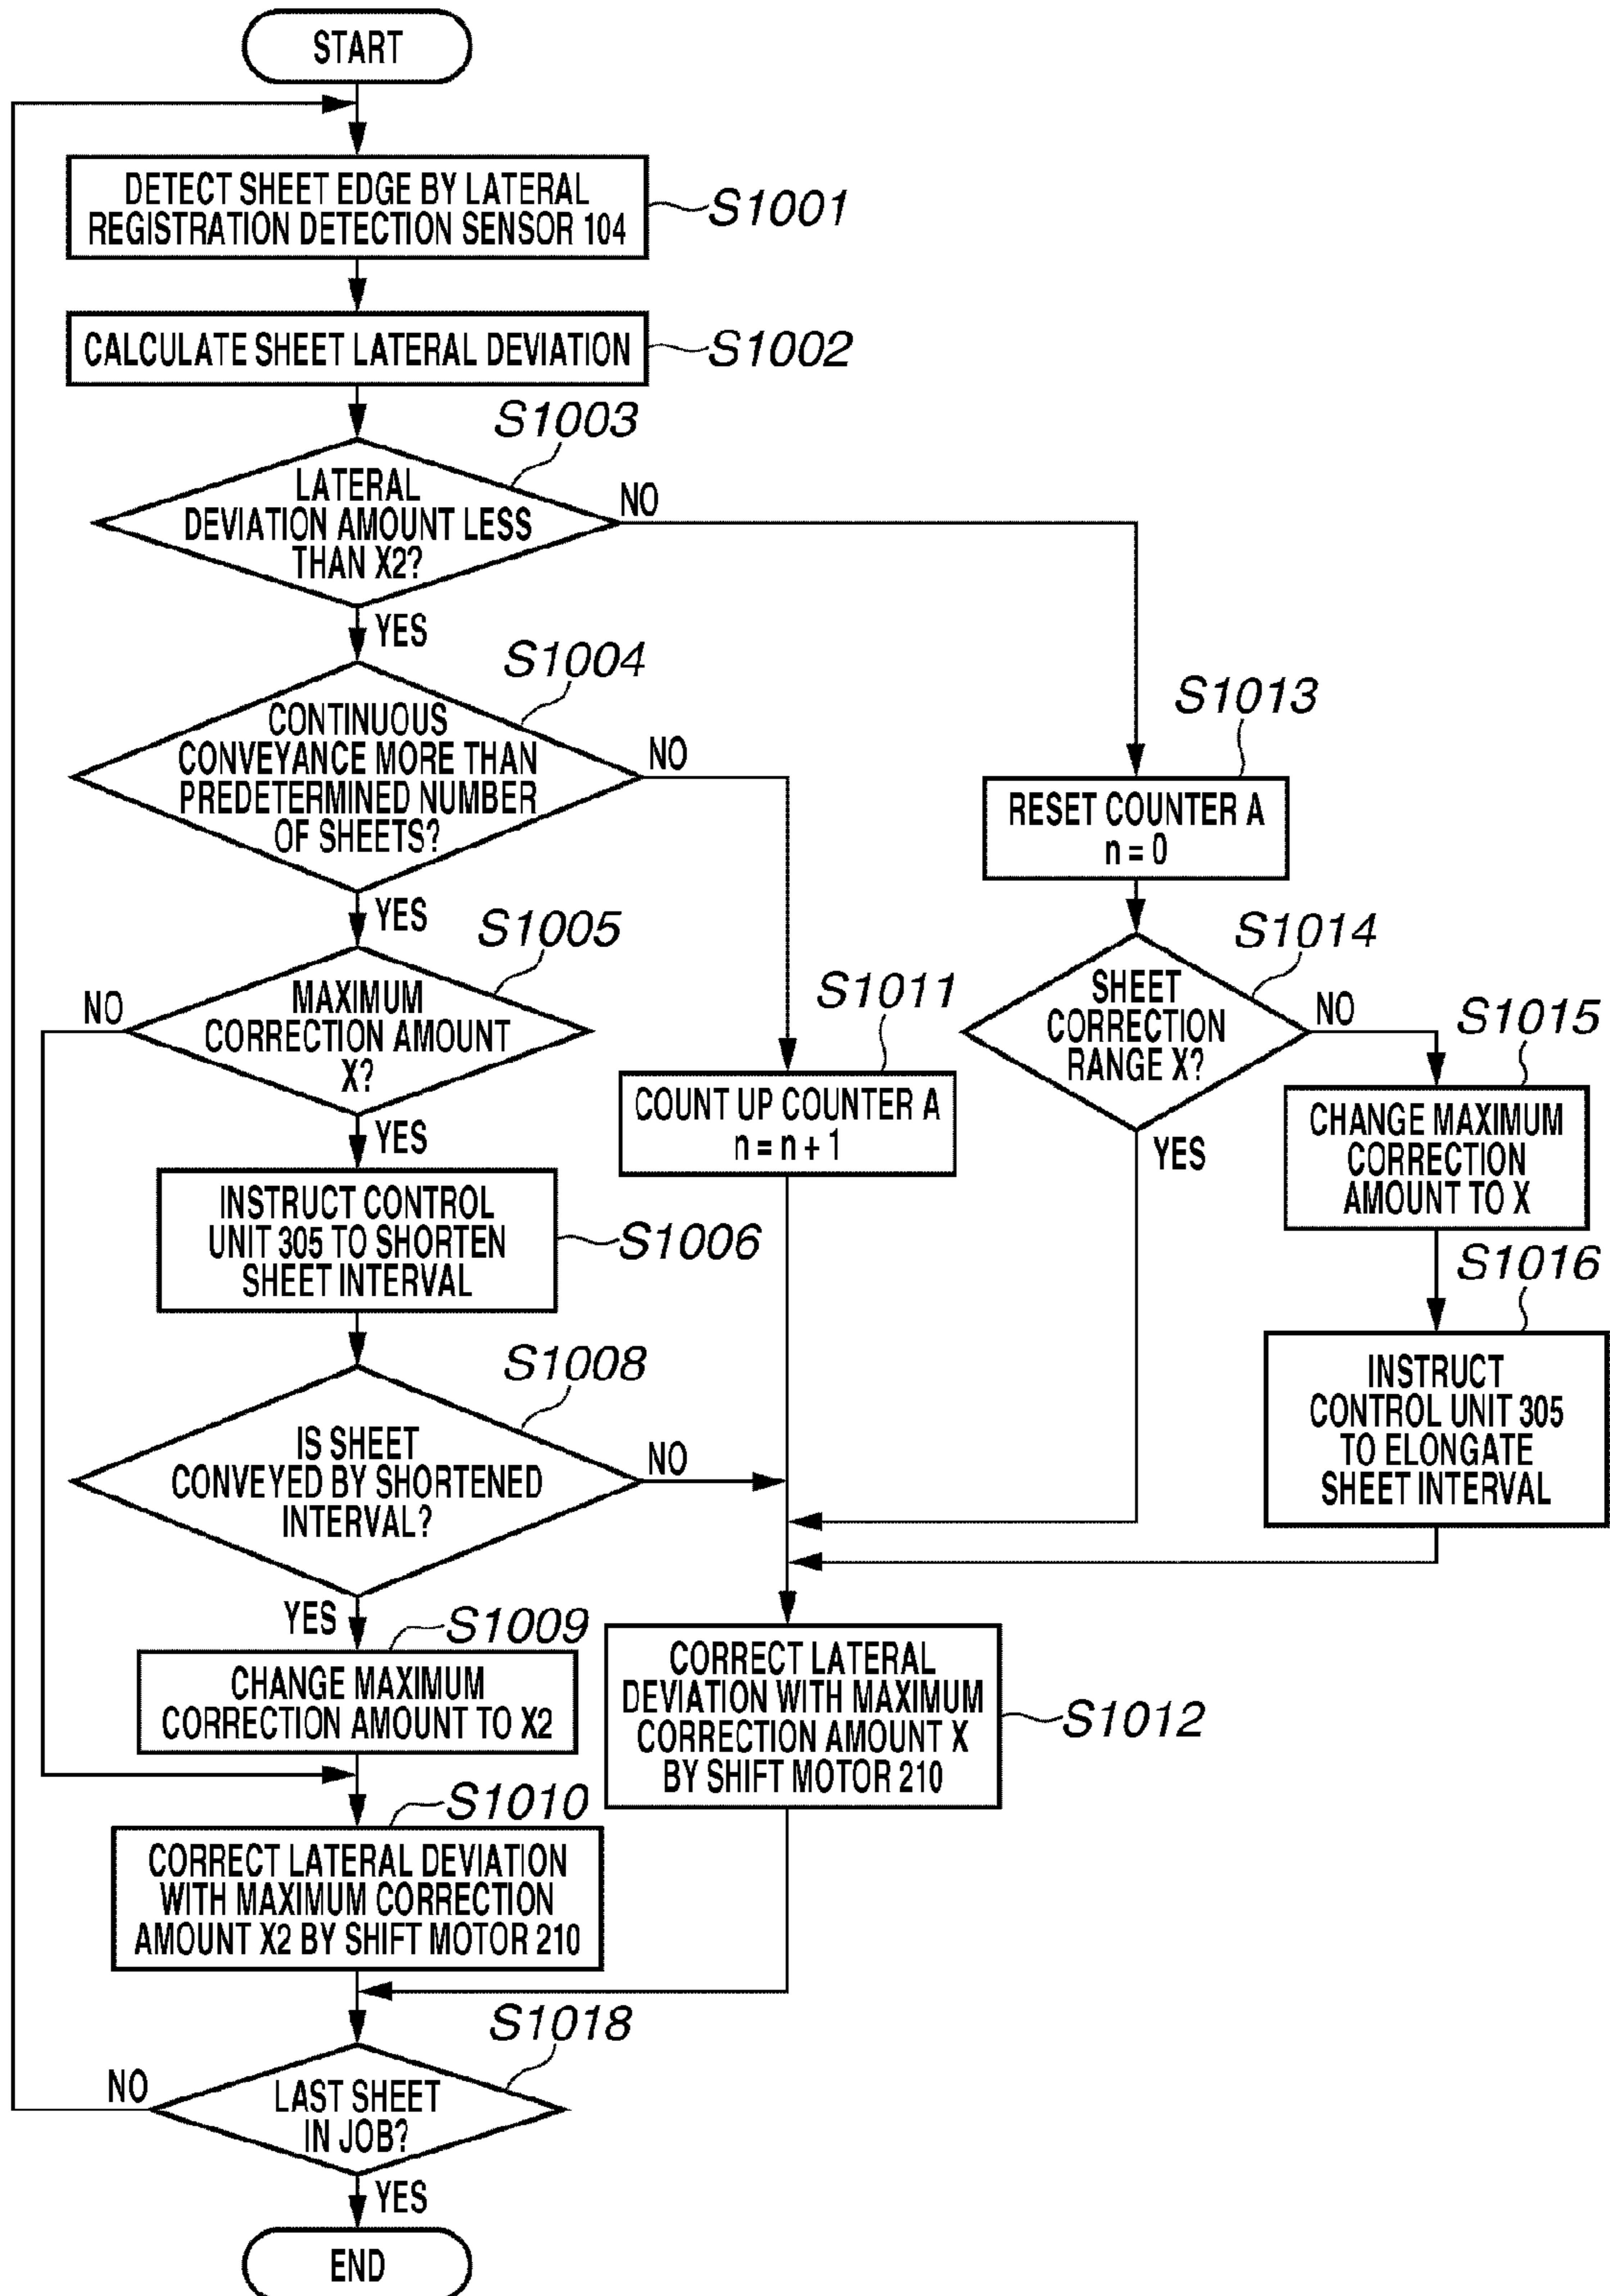 START
DETECT SHEET EDGE BY LATERAL
REGISTRATION DETECTION SENSOR 104
S1001
CALCULATE SHEET LATERAL DEVIATION
S1002
S1003
LATERAL
DEVIATION AMOUNT LESS
THAN X2?
NO
YES
S1004
CONTINUOUS
CONVEYANCE MORE THAN
PREDETERMINED NUMBER
OF SHEETS?
NO
YES
S1013
RESET COUNTER A
n = 0
S1005
MAXIMUM
CORRECTION AMOUNT
X?
NO
YES
S1011
COUNT UP COUNTER A
n = n + 1
S1014
SHEET
CORRECTION
RANGE X?
NO
YES
S1015
CHANGE MAXIMUM
CORRECTION
AMOUNT TO X
INSTRUCT CONTROL
UNIT 305 TO SHORTEN
SHEET INTERVAL
S1006
S1016
INSTRUCT
CONTROL UNIT 305
TO ELONGATE
SHEET INTERVAL
S1008
IS SHEET
CONVEYED BY SHORTENED
INTERVAL?
NO
YES
S1009
CHANGE MAXIMUM
CORRECTION AMOUNT TO X2
CORRECT LATERAL
DEVIATION WITH MAXIMUM
CORRECTION AMOUNT X
BY SHIFT MOTOR 210
S1012
S1010
CORRECT LATERAL DEVIATION
WITH MAXIMUM CORRECTION
AMOUNT X2 BY SHIFT MOTOR 210
S1018
LAST SHEET
IN JOB?
NO
YES
END